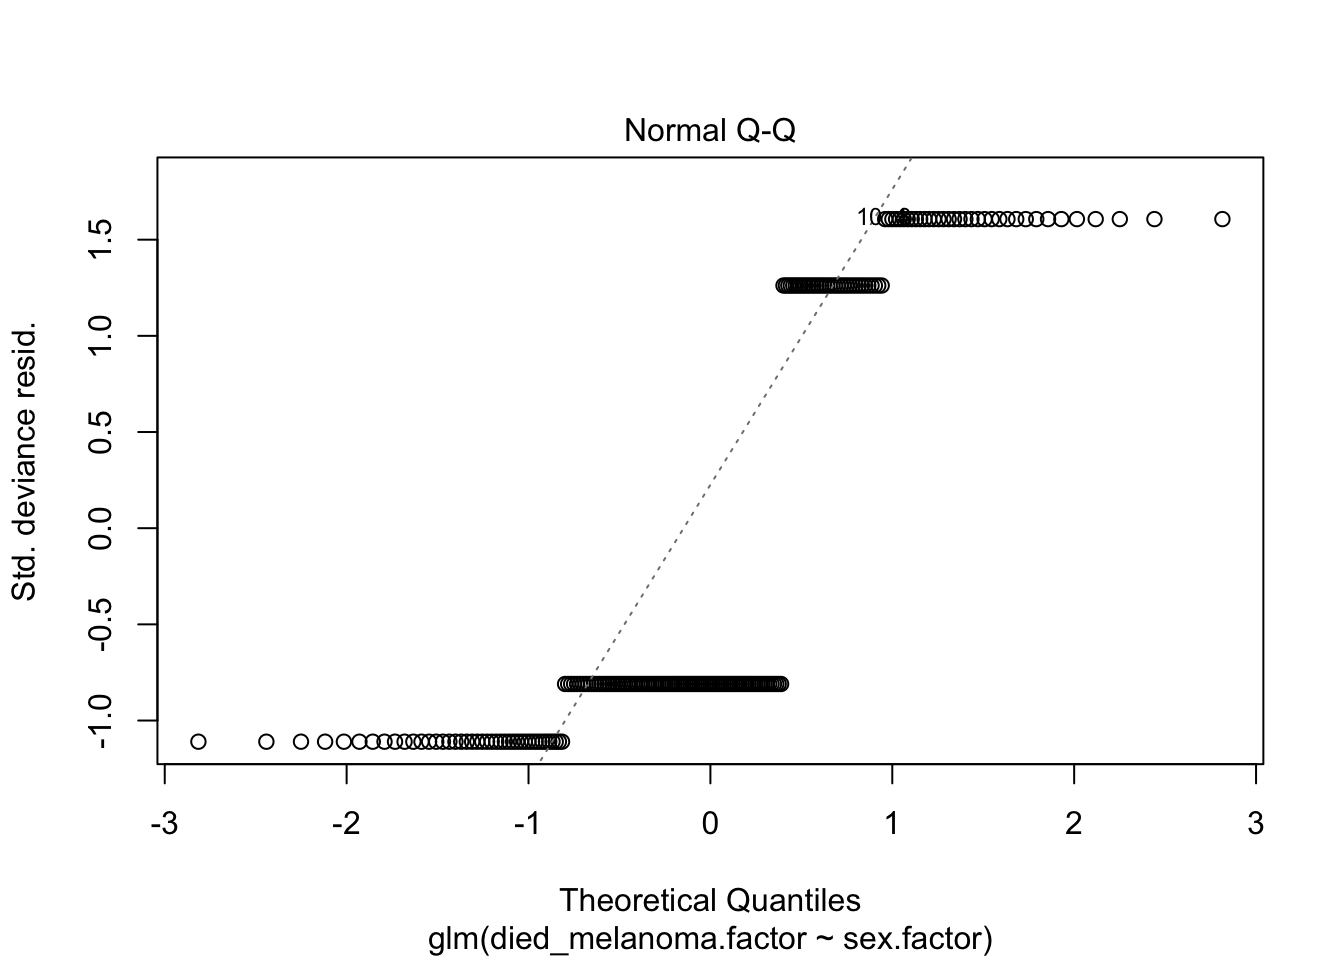 Normal Q-Q
Std. deviance resid.
1.5
1.0
0.5
0.0
-0.5
-1.0
-3 -2 -1 0 1 2 3
Theoretical Quantiles
glm(died_melanoma.factor ~ sex.factor)